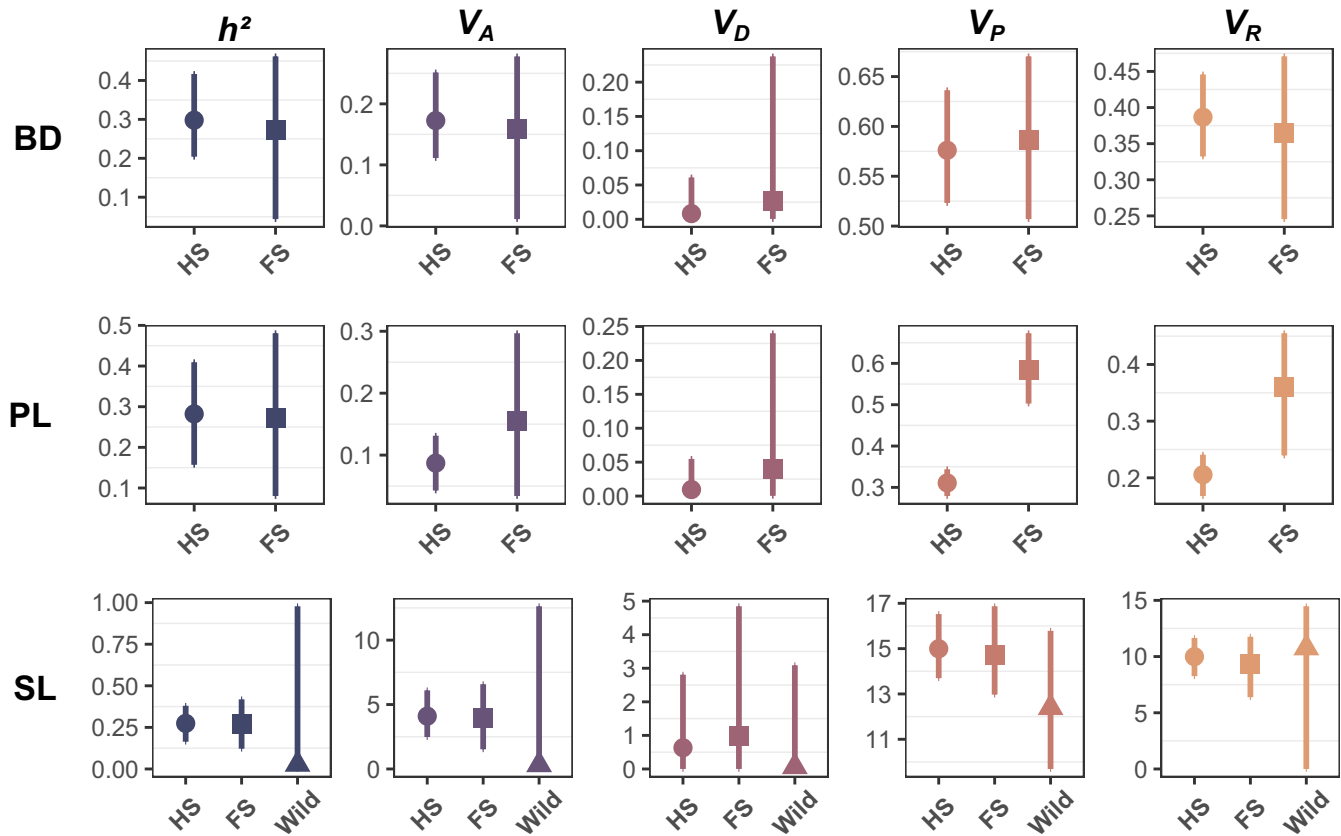 h² V_A V_D V_P V_R
BD
0.4 0.3 0.2 0.1
0.2 0.1 0.0
0.20 0.15 0.10 0.05 0.00
0.65 0.60 0.55 0.50
0.45 0.40 0.35 0.30 0.25
HS FS HS FS HS FS HS FS HS FS
PL
0.5 0.4 0.3 0.2 0.1
0.3 0.2 0.1
0.25 0.20 0.15 0.10 0.05 0.00
0.6 0.5 0.4 0.3
0.4 0.3 0.2
HS FS HS FS HS FS HS FS HS FS
SL
1.00 0.75 0.50 0.25 0.00
10 5 0
5 4 3 2 1 0
17 15 13 11
15 10 5 0
HS FS Wild HS FS Wild HS FS Wild HS FS Wild HS FS Wild